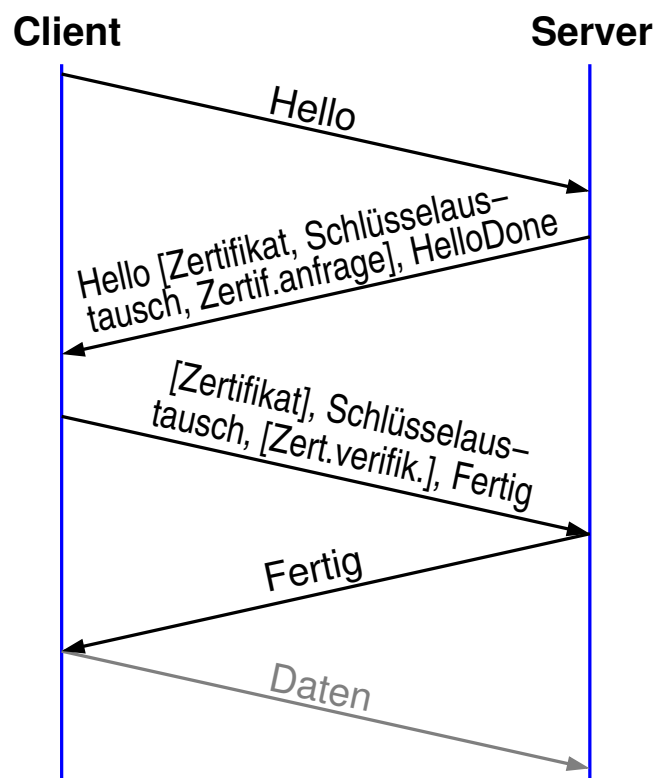 Client
Server
Hello
Hello [Zertifikat, Schlüsselaus–
tausch, Zertif.anfrage], HelloDone
[Zertifikat], Schlüsselaus–
tausch, [Zert.verifik.], Fertig
Fertig
Daten